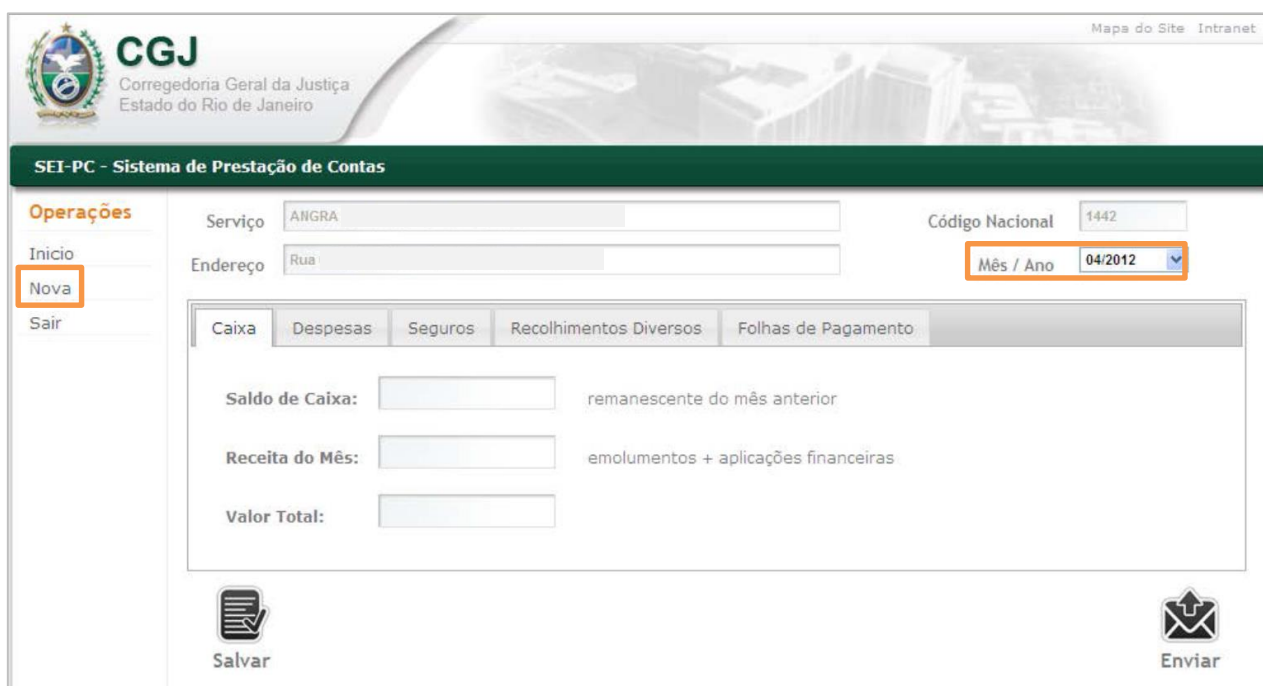 Mapa do Site Intranet
CGJ
Corregedoria Geral da Justiça
Estado do Rio de Janeiro
SEI-PC - Sistema de Prestação de Contas
Operações
Inicio
Nova
Sair
Serviço ANGRA
Código Nacional 1442
Endereço Rua
Mês / Ano 04/2012
Caixa Despesas Seguros Recolhimentos Diversos Folhas de Pagamento
Saldo de Caixa: remanescente do mês anterior
Receita do Mês: emolumentos + aplicações financeiras
Valor Total:
Salvar Enviar